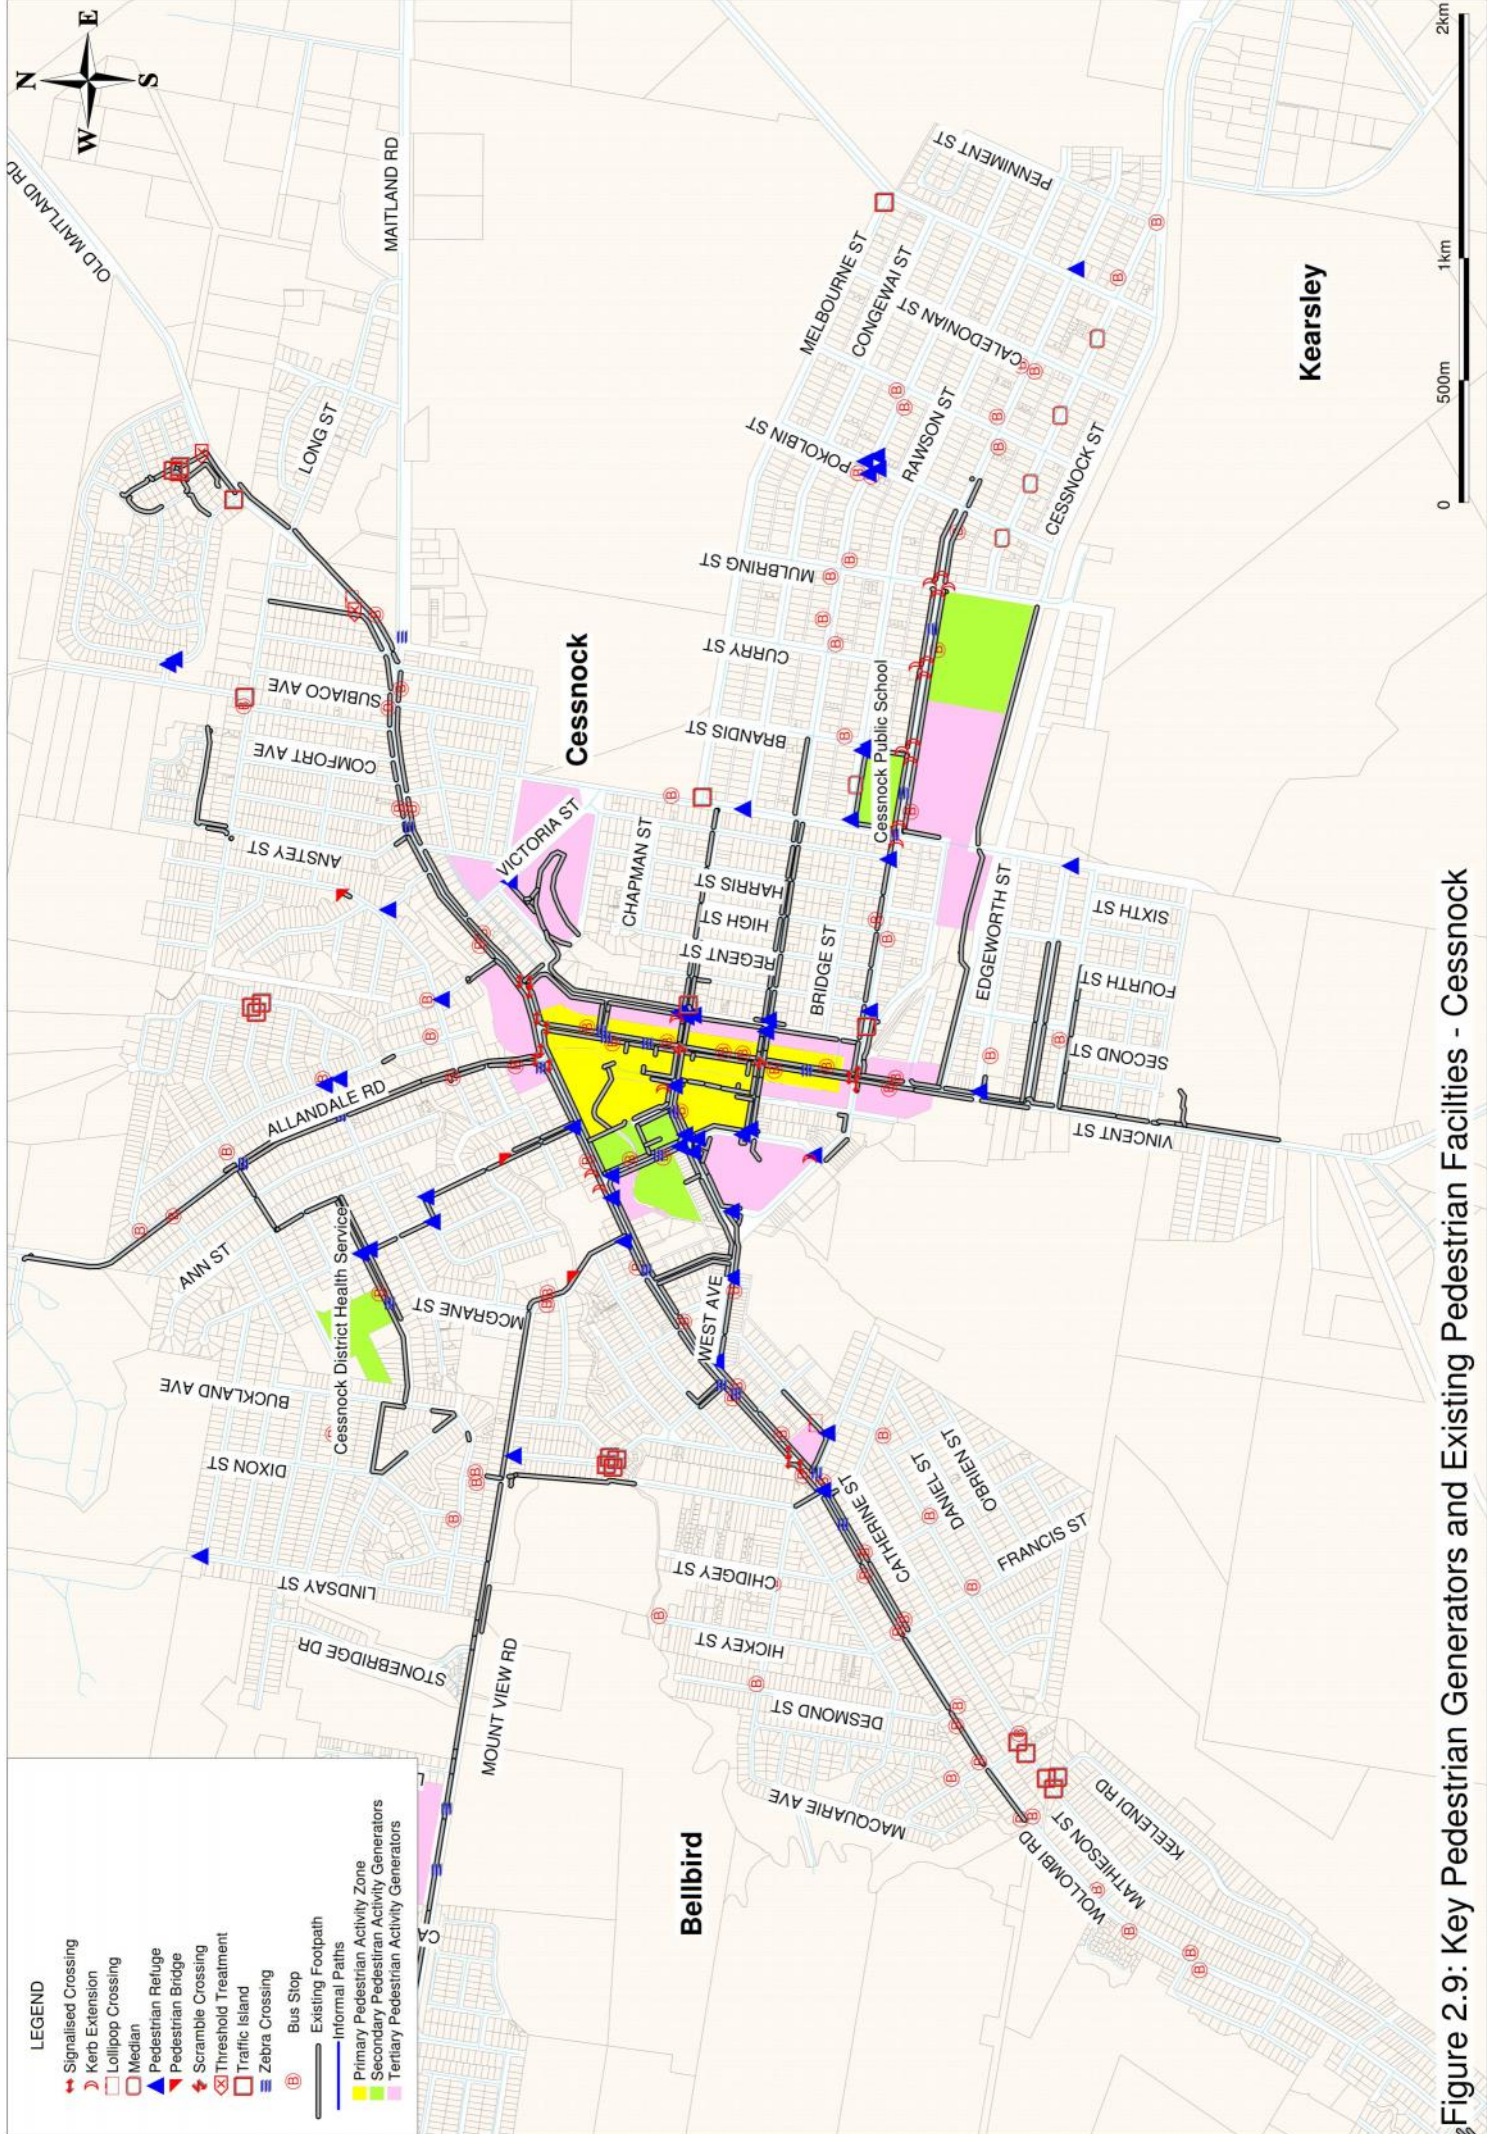 LEGEND
Signalised Crossing
Kerb Extension
Lollipop Crossing
Median
Pedestrian Refuge
Pedestrian Bridge
Scramble Crossing
Threshold Treatment
Traffic Island
Zebra Crossing
Bus Stop
Existing Footpath
Informal Paths
Primary Pedestrian Activity Zone
Secondary Pedestiran Activity Generators
Tertiary Pedestrian Activity Generators
N
E
S
W
OLD MAITLAND RD
MAITLAND RD
LONG ST
SUBIACO AVE
COMFORT AVE
ANSTEY ST
VICTORIA ST
CHAPMAN ST
Cessnock
ALLANDALE RD
ANN ST
Cessnock District Health Service
MCGRANE ST
BUCKLAND AVE
DIXON ST
LINDSAY ST
STONEBRIDGE DR
MOUNT VIEW RD
CA
WEST AVE
HARRIS ST
HIGH ST
REGENT ST
BRIDGE ST
BRANDIS ST
CURRY ST
MULBRING ST
POKOLBIN ST
MELBOURNE ST
CONGEWAI ST
CALEDONIAN ST
RAWSON ST
PENNIMENT ST
CESSNOCK ST
Cessnock Public School
EDGEWORTH ST
SIXTH ST
FOURTH ST
SECOND ST
VINCENT ST
Kearsley
CATHERINE ST
DANIEL ST
O'BRIEN ST
FRANCIS ST
CHIDGEY ST
HICKEY ST
DESMOND ST
MACQUARIE AVE
Bellbird
WOLLOMBI RD
MATHIESON ST
KEELENDI RD
0
500m
1km
2km
Figure 2.9: Key Pedestrian Generators and Existing Pedestrian Facilities - Cessnock